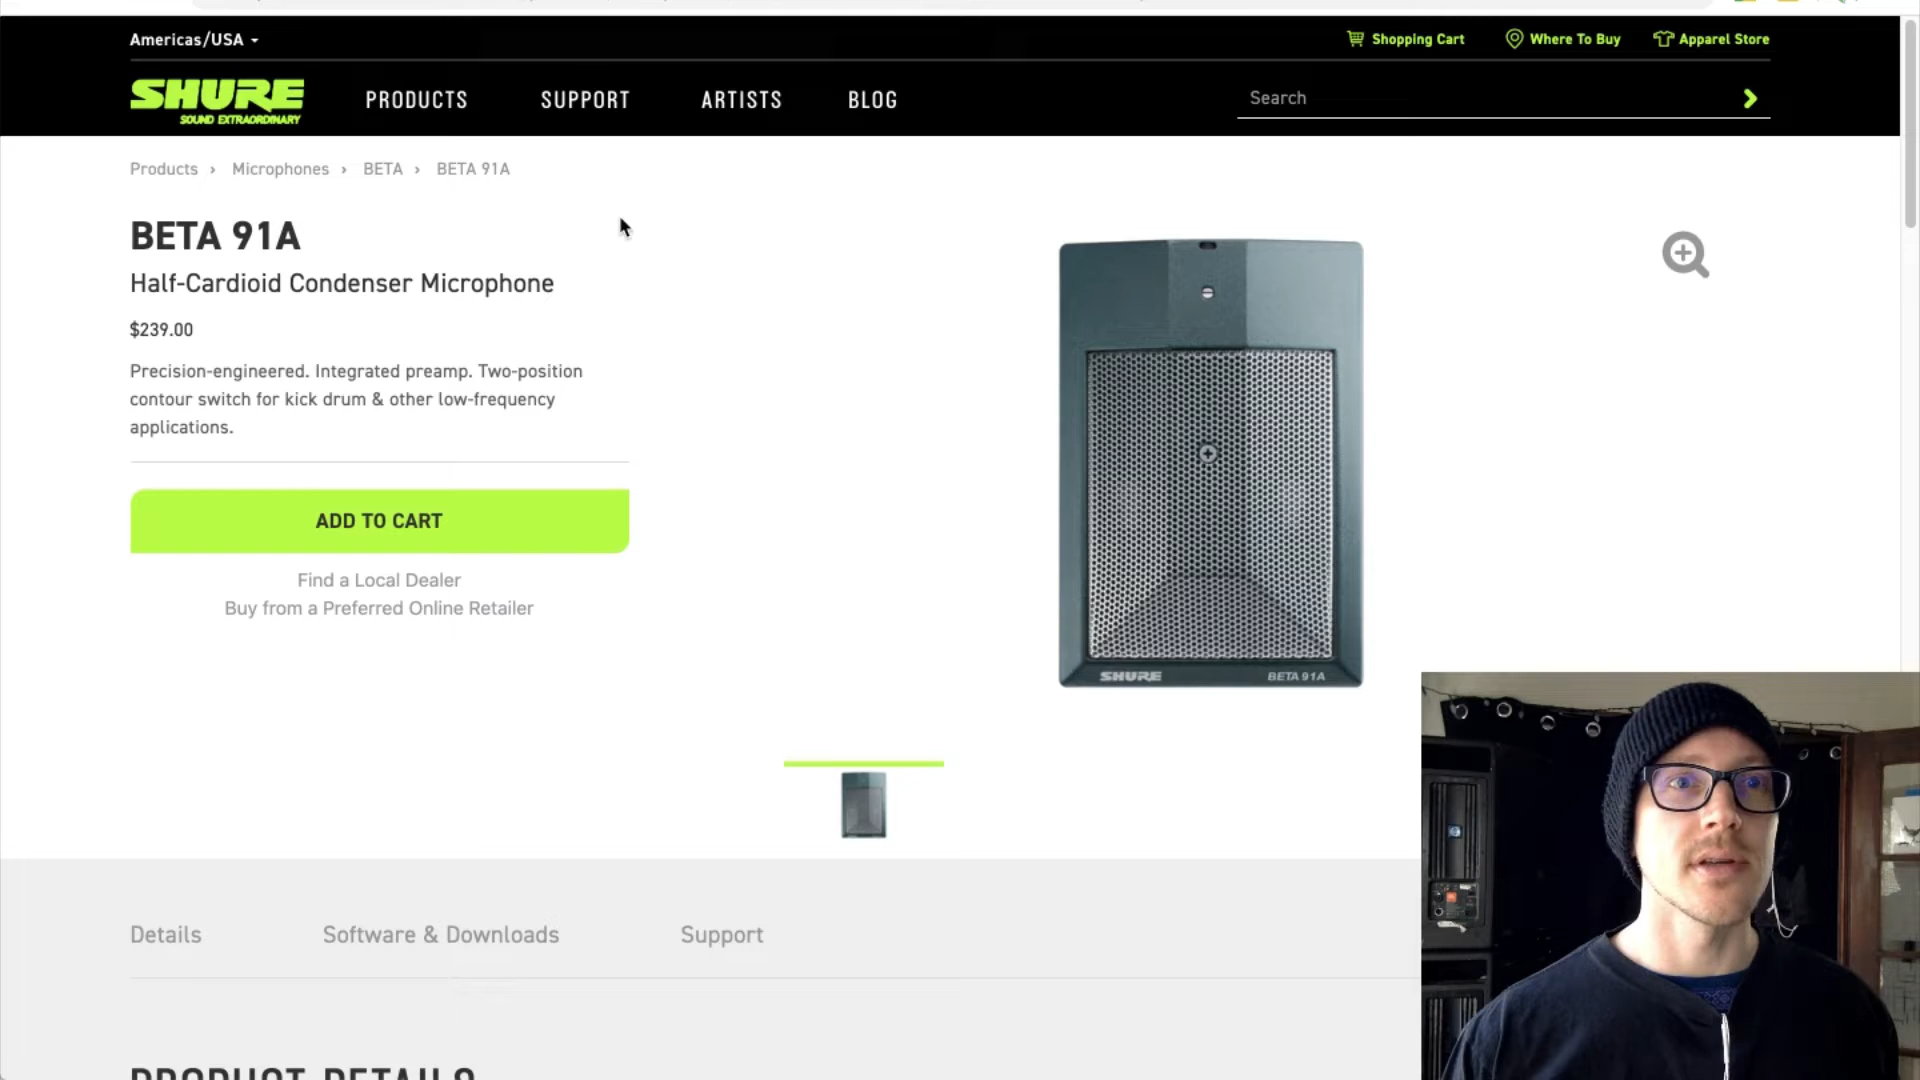 Americas/USA
Shopping Cart
Where To Buy
Apparel Store
SHURE
SOUND EXTRAORDINARY
PRODUCTS
SUPPORT
ARTISTS
BLOG
Search
Products › Microphones › BETA › BETA 91A
BETA 91A
Half-Cardioid Condenser Microphone
$239.00
Precision-engineered. Integrated preamp. Two-position
contour switch for kick drum & other low-frequency
applications.
ADD TO CART
Find a Local Dealer
Buy from a Preferred Online Retailer
SHURE
BETA 91A
Details
Software & Downloads
Support
PRODUCT DETAILS